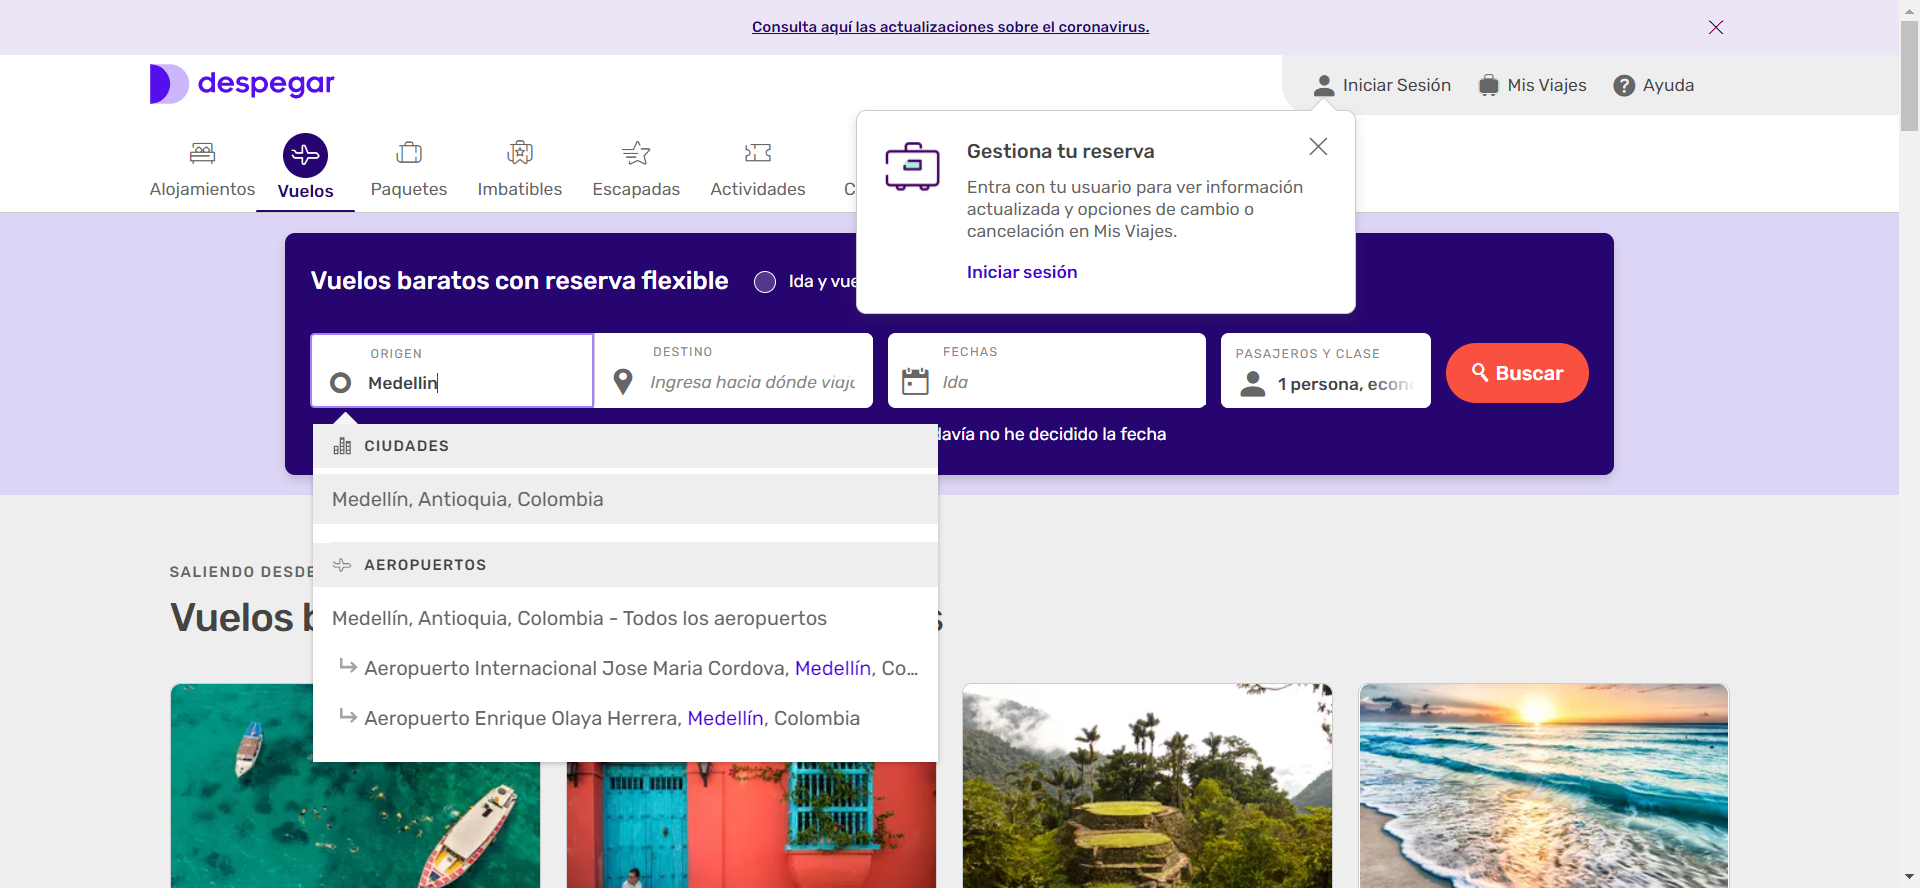 Consulta aquí las actualizaciones sobre el coronavirus.
despegar
Iniciar Sesión
Mis Viajes
Ayuda
Alojamientos
Vuelos
Paquetes
Imbatibles
Escapadas
Actividades
C
Gestiona tu reserva
Entra con tu usuario para ver información
actualizada y opciones de cambio o
cancelación en Mis Viajes.
Iniciar sesión
Vuelos baratos con reserva flexible
Ida y vue
ORIGEN
Medellin
DESTINO
Ingresa hacia dónde viaja
FECHAS
Ida
PASAJEROS Y CLASE
1 persona, econ
Buscar
davía no he decidido la fecha
CIUDADES
Medellín, Antioquia, Colombia
AEROPUERTOS
Medellín, Antioquia, Colombia - Todos los aeropuertos
Aeropuerto Internacional Jose Maria Cordova, Medellín, Co...
Aeropuerto Enrique Olaya Herrera, Medellín, Colombia
SALIENDO DESDE
Vuelos b
s